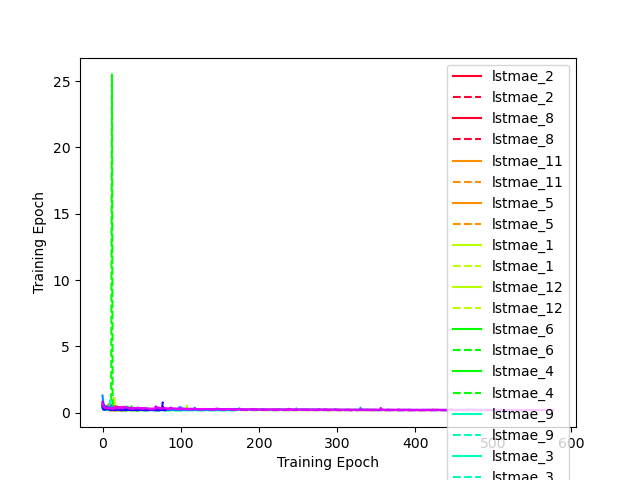 25
20
15
10
5
0
Training Epoch
0
100
200
300
400
500
600
Training Epoch
lstmae_2
lstmae_2
lstmae_8
lstmae_8
lstmae_11
lstmae_11
lstmae_5
lstmae_5
lstmae_1
lstmae_1
lstmae_12
lstmae_12
lstmae_6
lstmae_6
lstmae_4
lstmae_4
lstmae_9
lstmae_9
lstmae_3
lstmae_3